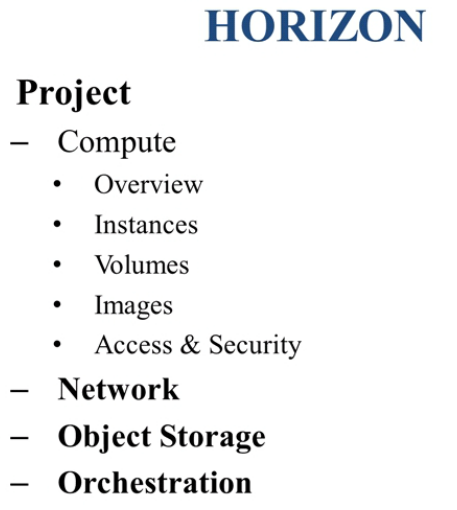 HORIZON
Project
– Compute
• Overview
• Instances
• Volumes
• Images
• Access & Security
– Network
– Object Storage
– Orchestration